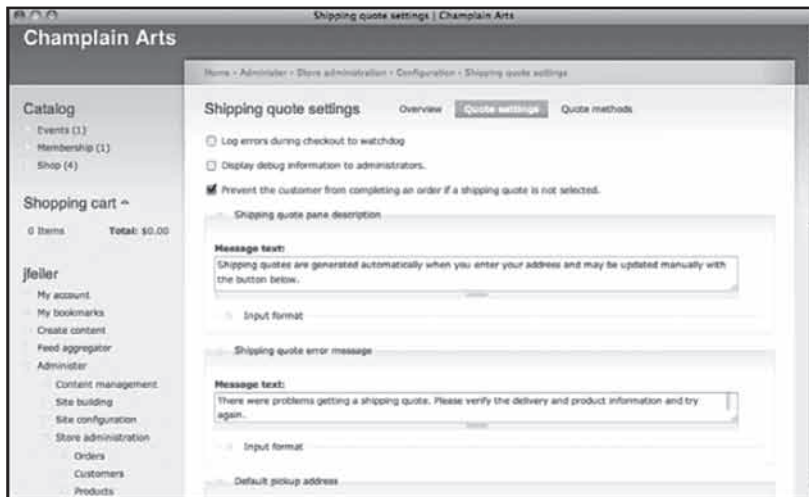 Shipping quote settings | Champlain Arts
Champlain Arts
Home › Administer › Store administration › Configuration › Shipping quote settings
Catalog
Events (1)
Membership (1)
Shop (4)
Shopping cart
0 Items Total: $0.00
jfeiler
My account
My bookmarks
Create content
Feed aggregator
Administer
Content management
Site building
Site configuration
Store administration
Orders
Customers
Products
Shipping quote settings
Overview Quote settings Quote methods
Log errors during checkout to watchdog
Display debug information to administrators.
Prevent the customer from completing an order if a shipping quote is not selected.
Shipping quote pane description
Message text:
Shipping quotes are generated automatically when you enter your address and may be updated manually with
the button below.
Input format
Shipping quote error message
Message text:
There were problems getting a shipping quote. Please verify the delivery and product information and try
again.
Input format
Default pickup address